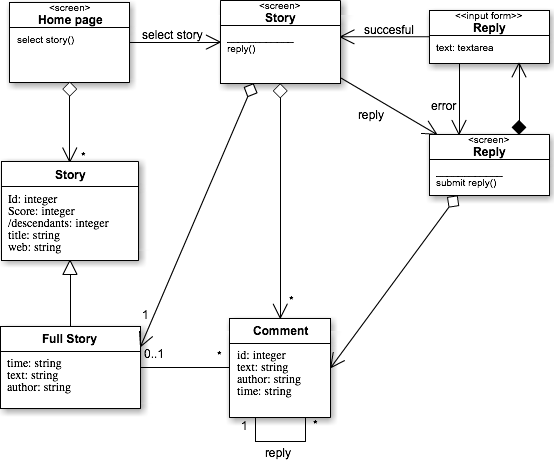 <screen>
Home page
select story()
select story
<screen>
Story
reply()
succesful
<<input form>>
Reply
text: textarea
reply
error
<screen>
Reply
submit reply()
*
Story
Id: integer
Score: integer
/descendants: integer
title: string
web: string
1
*
Full Story
time: string
text: string
author: string
0..1
*
Comment
id: integer
text: string
author: string
time: string
1
*
reply